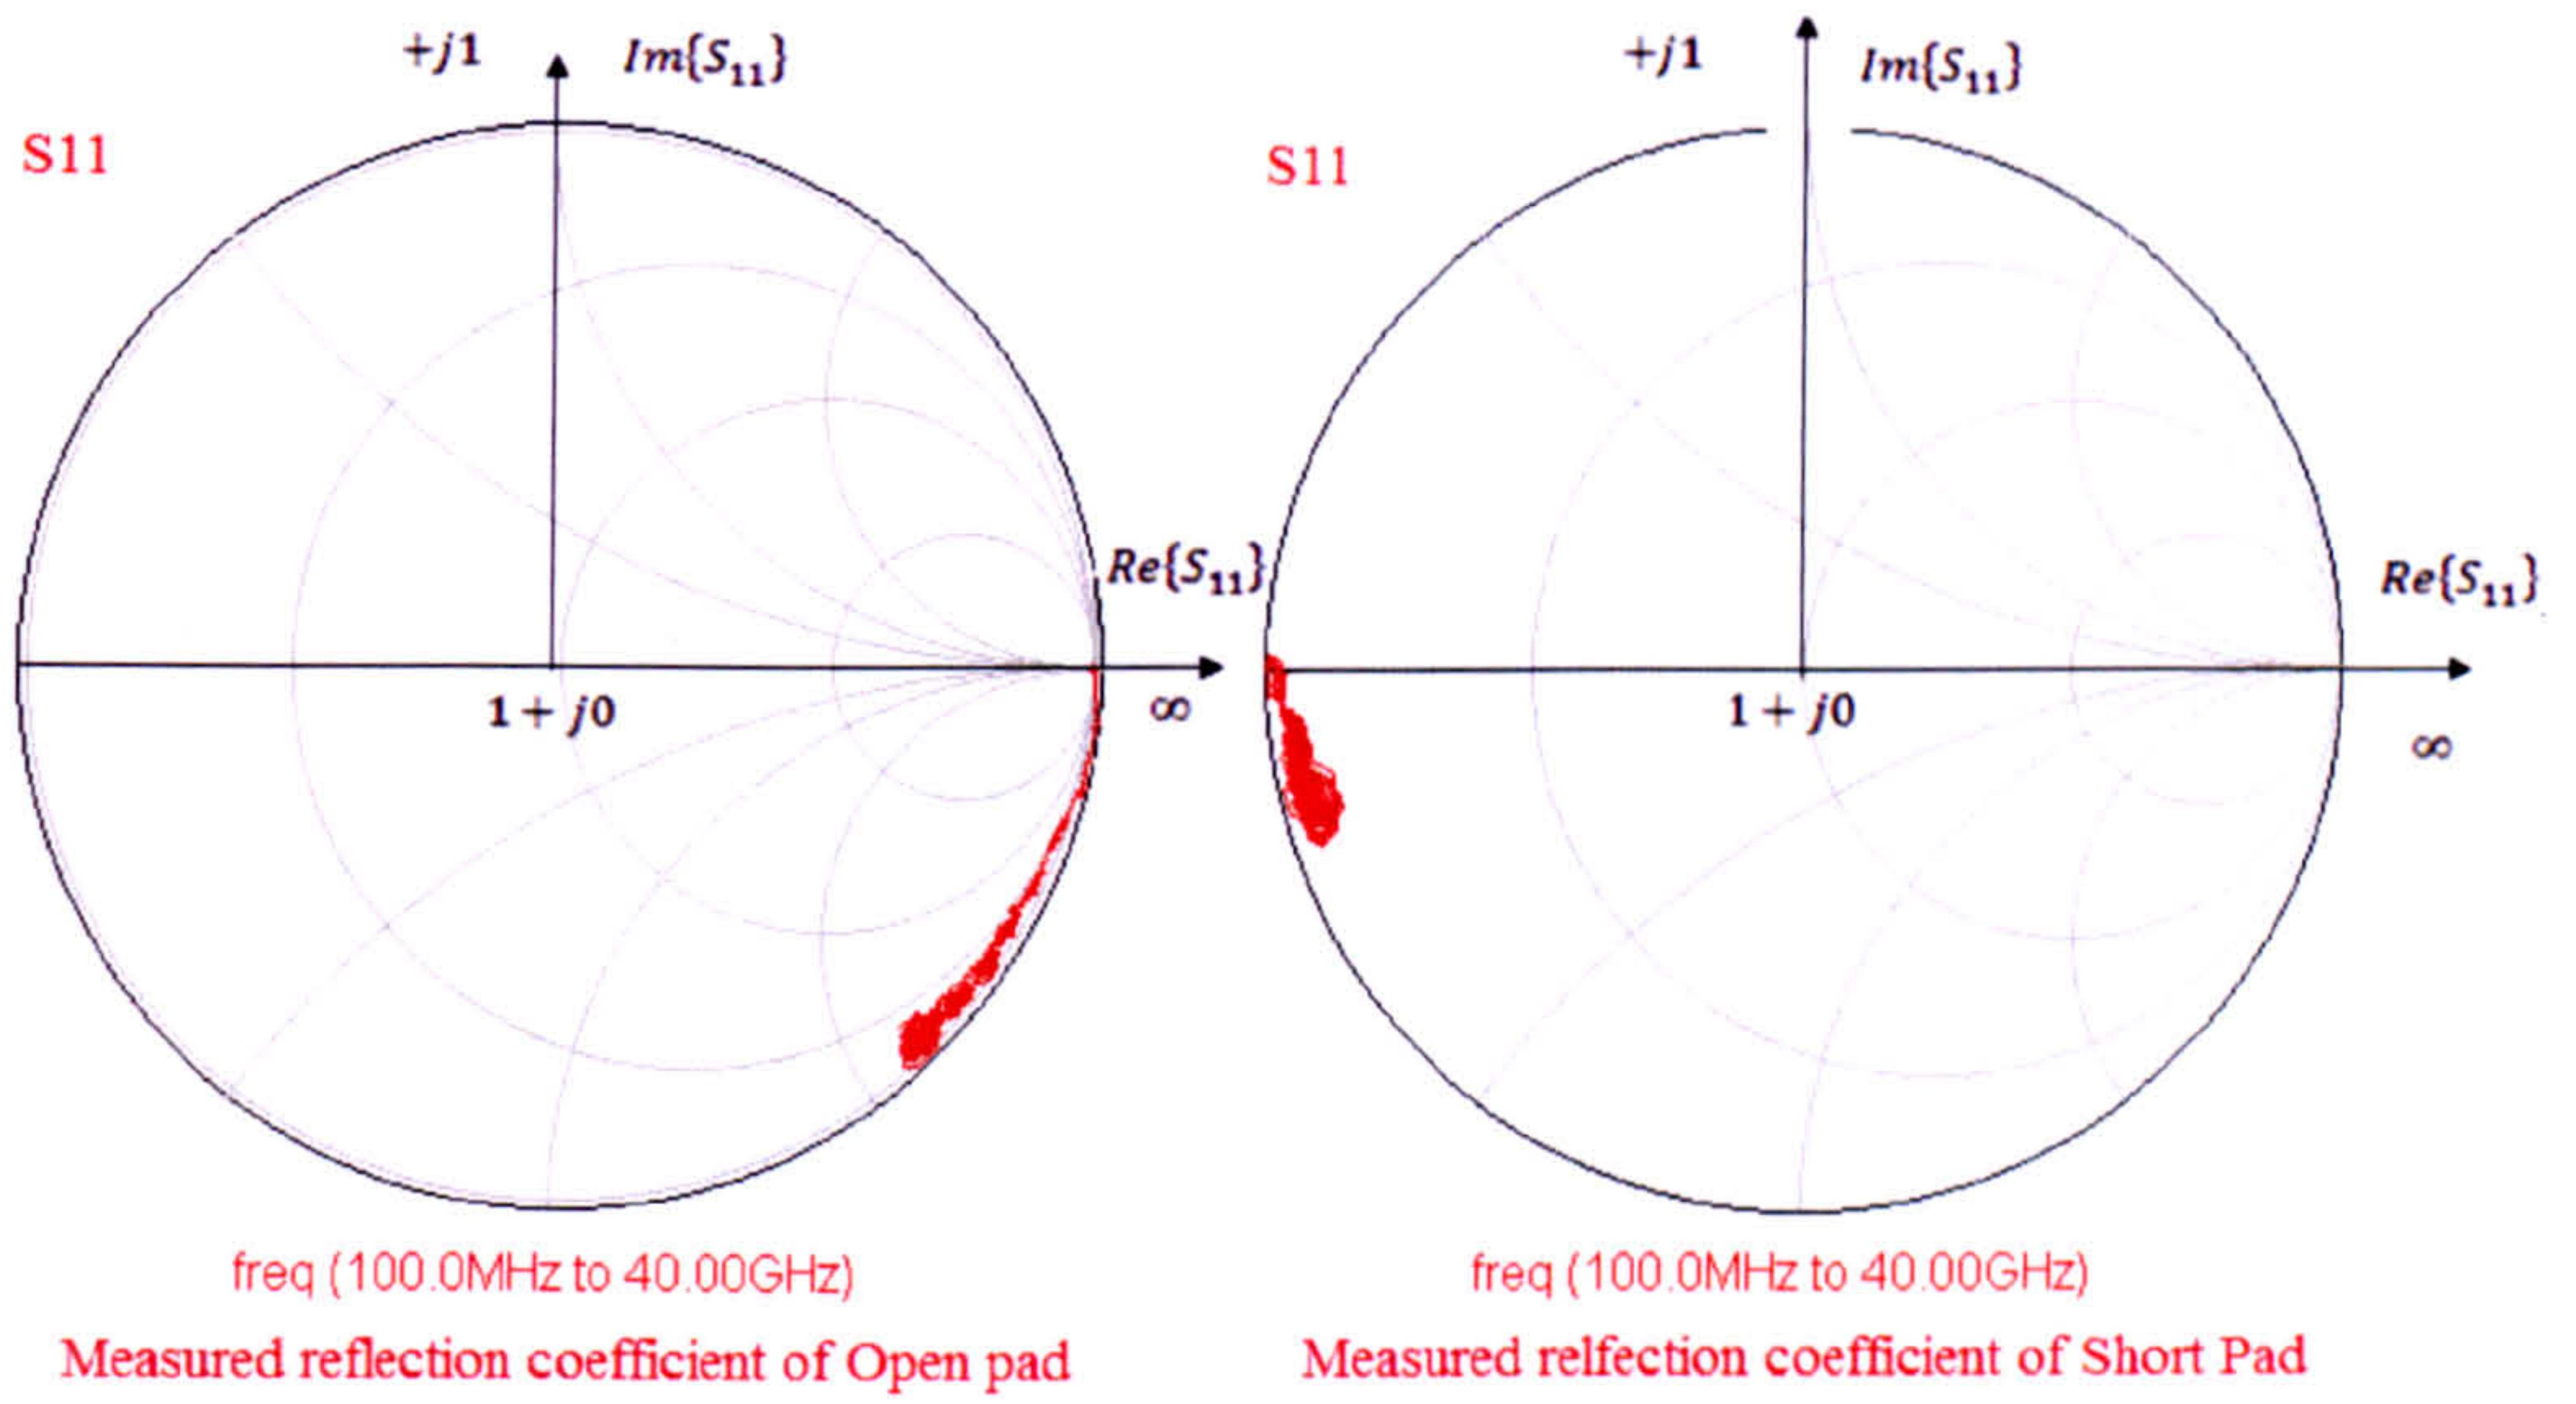 +j1
Im{S₁₁}
S11
Re{S₁₁}
1 + j0
∞
freq (100.0MHz to 40.00GHz)
Measured reflection coefficient of Open pad
+j1
Im{S₁₁}
S11
Re{S₁₁}
1 + j0
∞
freq (100.0MHz to 40.00GHz)
Measured relfection coefficient of Short Pad